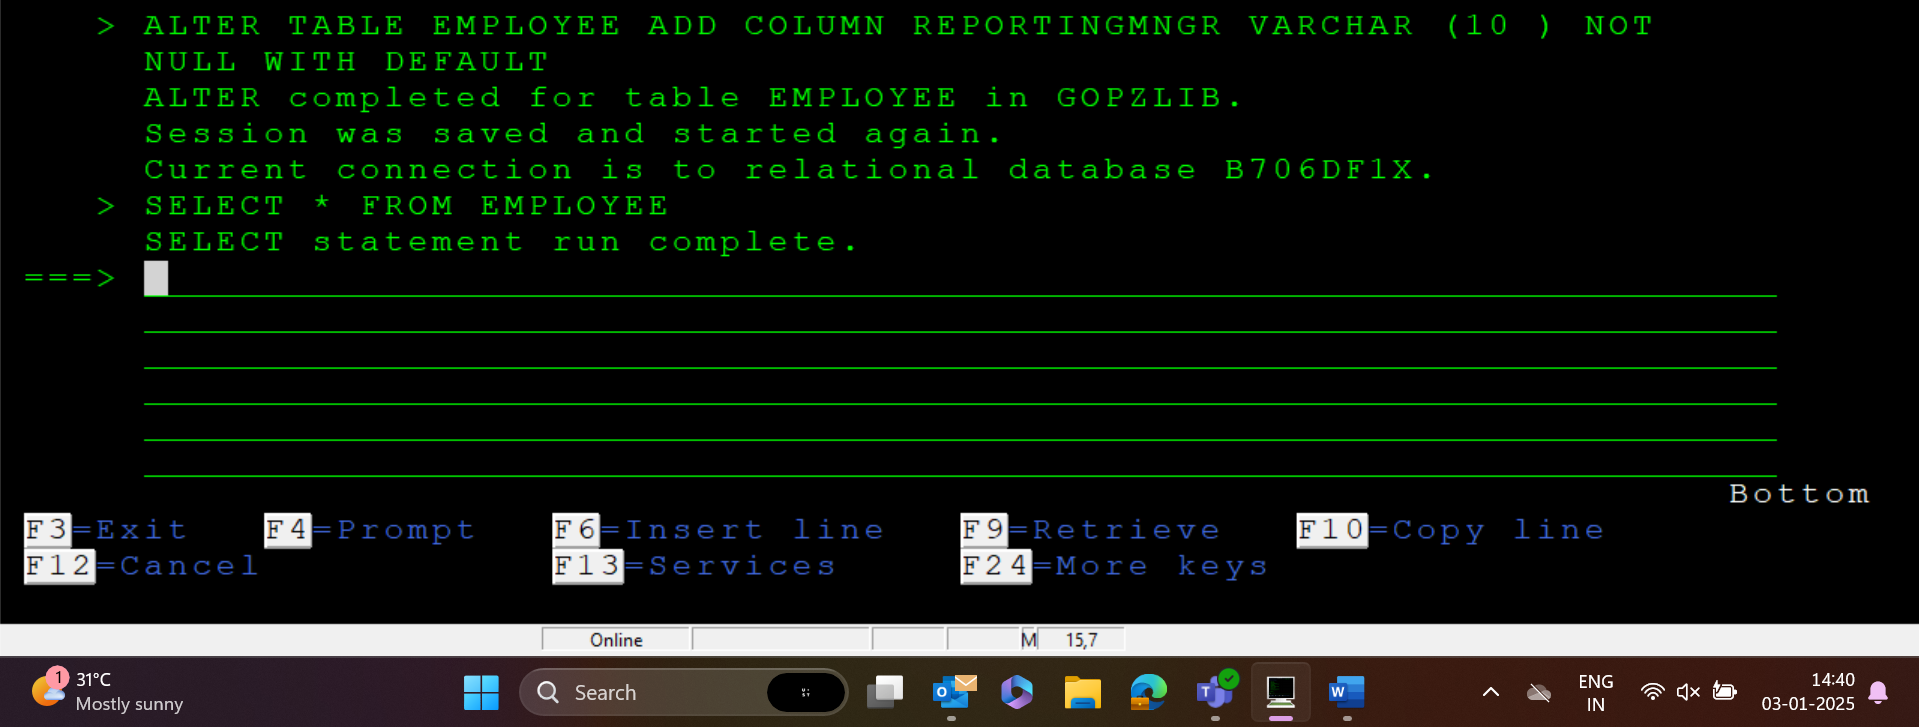 > ALTER TABLE EMPLOYEE ADD COLUMN REPORTINGMNGR VARCHAR (10 ) NOT
NULL WITH DEFAULT
ALTER completed for table EMPLOYEE in GOPZLIB.
Session was saved and started again.
Current connection is to relational database B706DF1X.
> SELECT * FROM EMPLOYEE
SELECT statement run complete.
===>
Bottom
F3=Exit F4=Prompt F6=Insert line F9=Retrieve F10=Copy line
F12=Cancel F13=Services F24=More keys
Online M 15,7
1 31°C
Mostly sunny
Search
ENG
IN
14:40
03-01-2025